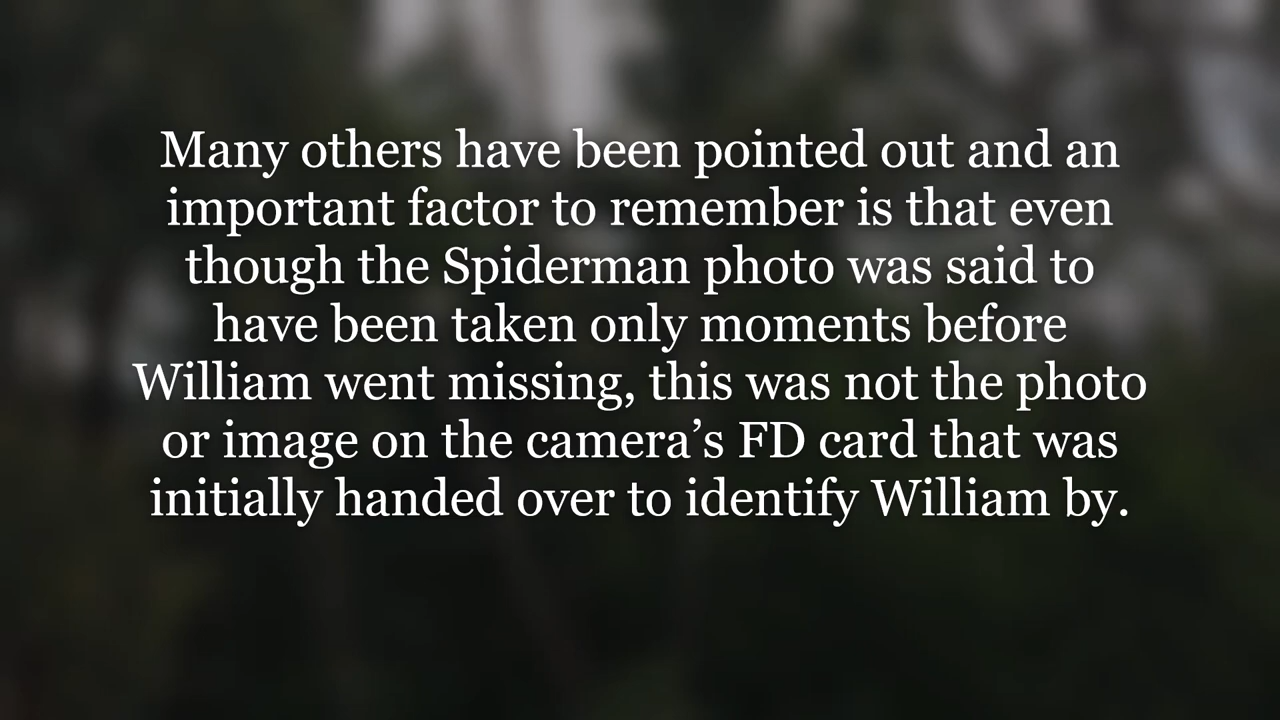 Many others have been pointed out and an
important factor to remember is that even
though the Spiderman photo was said to
have been taken only moments before
William went missing, this was not the photo
or image on the camera’s FD card that was
initially handed over to identify William by.